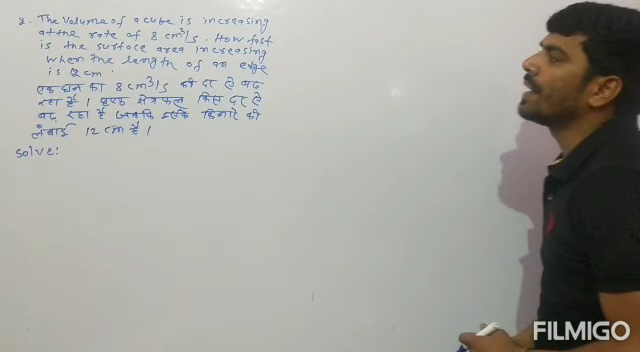 2. The volume of a cube is increasing
at the rate of 8 cm³/s. How fast
is the surface area increasing
when the length of an edge
is 12 cm.
एक घन का 8 cm³/s की दर से बढ़
रहा है । पृष्ठ क्षेत्रफल किस दर से
बढ़ रहा है जबकि इसके किनारे की
लंबाई 12 cm है ।
Solve:
FILMIGO